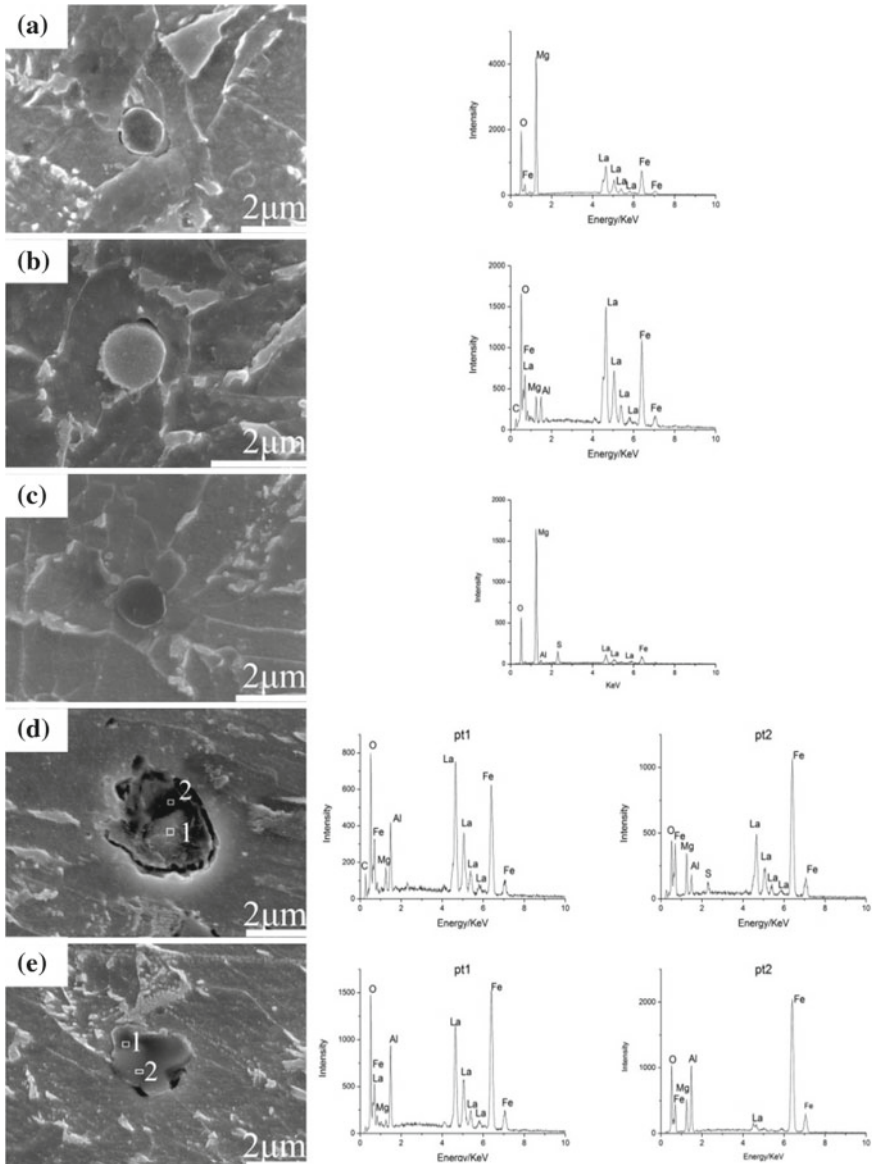 (a)
2μm
4000
2000
0
Intensity
Mg
O
Fe
La
La
La
La
Fe
Fe
0 2 4 6 8 10
Energy/KeV
(b)
2μm
2000
1500
1000
500
0
Intensity
O
Fe
La
C
Mg
Al
La
La
La
La
Fe
Fe
0 2 4 6 8 10
Energy/KeV
(c)
2μm
2000
1500
1000
500
0
Intensity
Mg
O
Al
S
La
La
La
Fe
0 2 4 6 8 10
KeV
(d)
2
1
2μm
pt1
800
600
400
200
0
Intensity
O
Fe
C
Mg
Al
La
La
La
La
Fe
Fe
0 2 4 6 8 10
Energy/KeV
pt2
1000
500
0
Intensity
O
Fe
Mg
Al
S
La
La
La
La
Fe
Fe
0 2 4 6 8 10
Energy/KeV
(e)
1
2
2μm
pt1
1500
1000
500
0
Intensity
O
Fe
La
Mg
Al
La
La
La
La
Fe
Fe
0 2 4 6 8 10
Energy/KeV
pt2
2000
1000
0
Intensity
O
Fe
Mg
Al
La
Fe
Fe
0 2 4 6 8 10
Energy/KeV